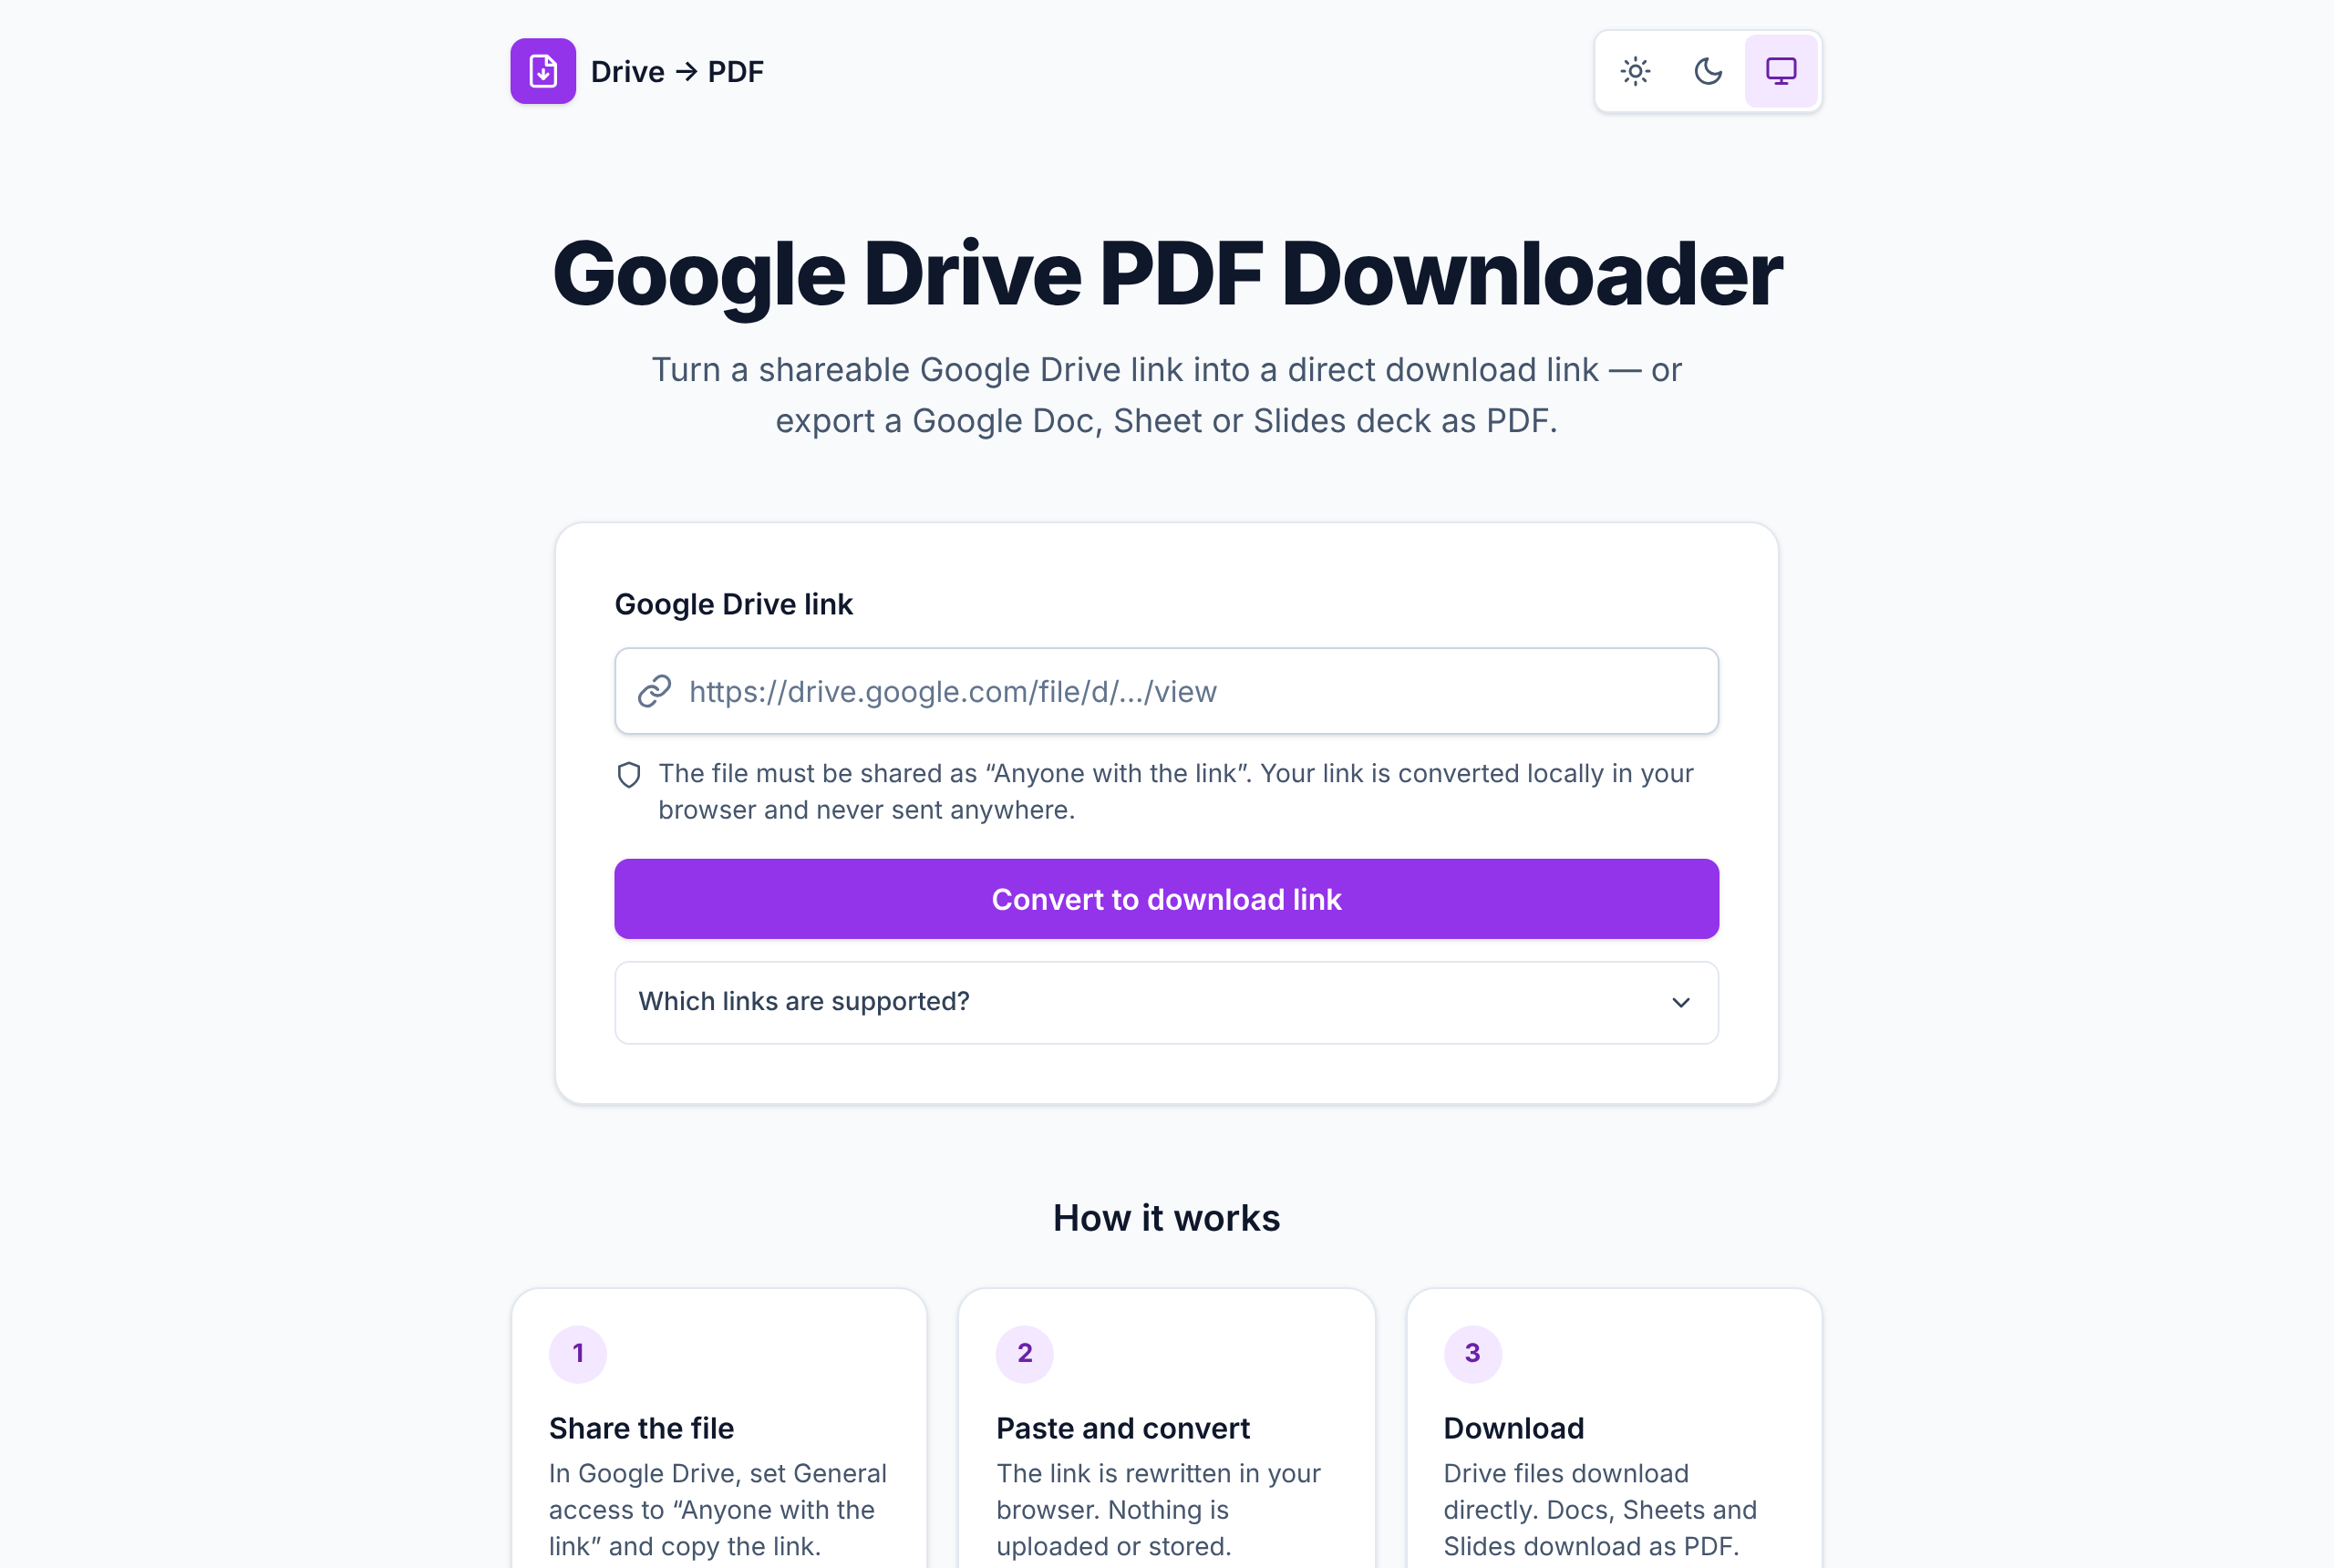 Drive → PDF
Google Drive PDF Downloader
Turn a shareable Google Drive link into a direct download link — or
export a Google Doc, Sheet or Slides deck as PDF.
Google Drive link
https://drive.google.com/file/d/.../view
The file must be shared as “Anyone with the link”. Your link is converted locally in your
browser and never sent anywhere.
Convert to download link
Which links are supported?
How it works
1
Share the file
In Google Drive, set General
access to “Anyone with the
link” and copy the link.
2
Paste and convert
The link is rewritten in your
browser. Nothing is
uploaded or stored.
3
Download
Drive files download
directly. Docs, Sheets and
Slides download as PDF.